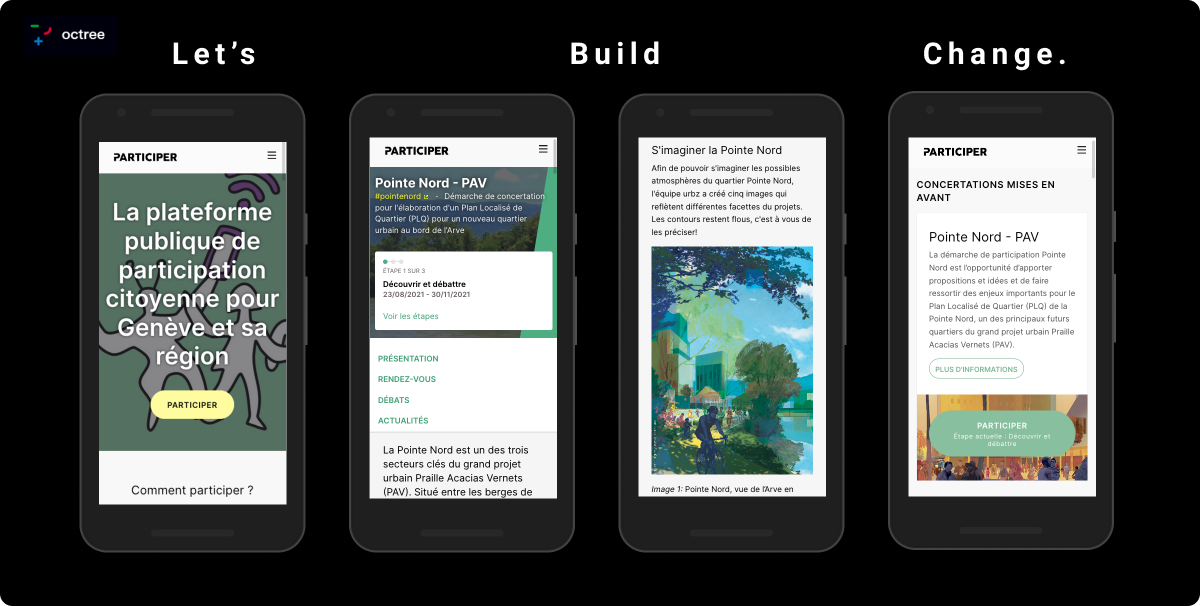 octree
Let's
Build
Change.
PARTICIPER
La plateforme
publique de
participation
citoyenne pour
Genève et sa
région
PARTICIPER
Comment participer ?
PARTICIPER
Pointe Nord - PAV
#pointenord - Démarche de concertation
pour l'élaboration d'un Plan Localisé de
Quartier (PLQ) pour un nouveau quartier
urbain au bord de l'Arve
ÉTAPE 1 SUR 3
Découvrir et débattre
23/08/2021 - 30/11/2021
Voir les étapes
PRÉSENTATION
RENDEZ-VOUS
DÉBATS
ACTUALITÉS
La Pointe Nord est un des trois
secteurs clés du grand projet
urbain Praille Acacias Vernets
(PAV). Situé entre les berges de
S'imaginer la Pointe Nord
Afin de pouvoir s'imaginer les possibles
atmosphères du quartier Pointe Nord,
l'équipe urbz a créé cinq images qui
reflètent différentes facettes du projets.
Les contours restent flous, c'est à vous de
les préciser!
Image 1: Pointe Nord, vue de l'Arve en
PARTICIPER
CONCERTATIONS MISES EN
AVANT
Pointe Nord - PAV
La démarche de participation Pointe
Nord est l'opportunité d'apporter
propositions et idées et de faire
ressortir des enjeux importants pour le
Plan Localisé de Quartier (PLQ) de la
Pointe Nord, un des principaux futurs
quartiers du grand projet urbain Praille
Acacias Vernets (PAV).
PLUS D'INFORMATIONS
PARTICIPER
Étape actuelle : Découvrir et
débattre